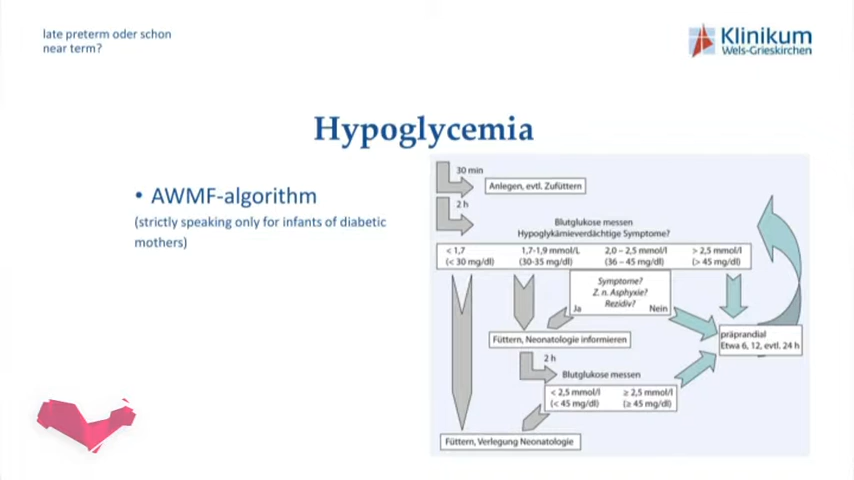 late preterm oder schon
near term?
Klinikum
Wels-Grieskirchen
Hypoglycemia
• AWMF-algorithm
(strictly speaking only for infants of diabetic
mothers)
30 min
Anlegen, evtl. Zufüttern
2 h
Blutglukose messen
Hypoglykämieverdächtige Symptome?
< 1,7 1,7-1,9 mmol/L 2,0 – 2,5 mmol/l > 2,5 mmol/l
(< 30 mg/dl) (30-35 mg/dl) (36 – 45 mg/dl) (> 45 mg/dl)
Symptome?
Z. n. Asphyxie?
Rezidiv?
Ja Nein
präprandial
Etwa 6, 12, evtl. 24 h
Füttern, Neonatologie informieren
2 h
Blutglukose messen
< 2,5 mmol/l ≥ 2,5 mmol/l
(< 45 mg/dl) (≥ 45 mg/dl)
Füttern, Verlegung Neonatologie